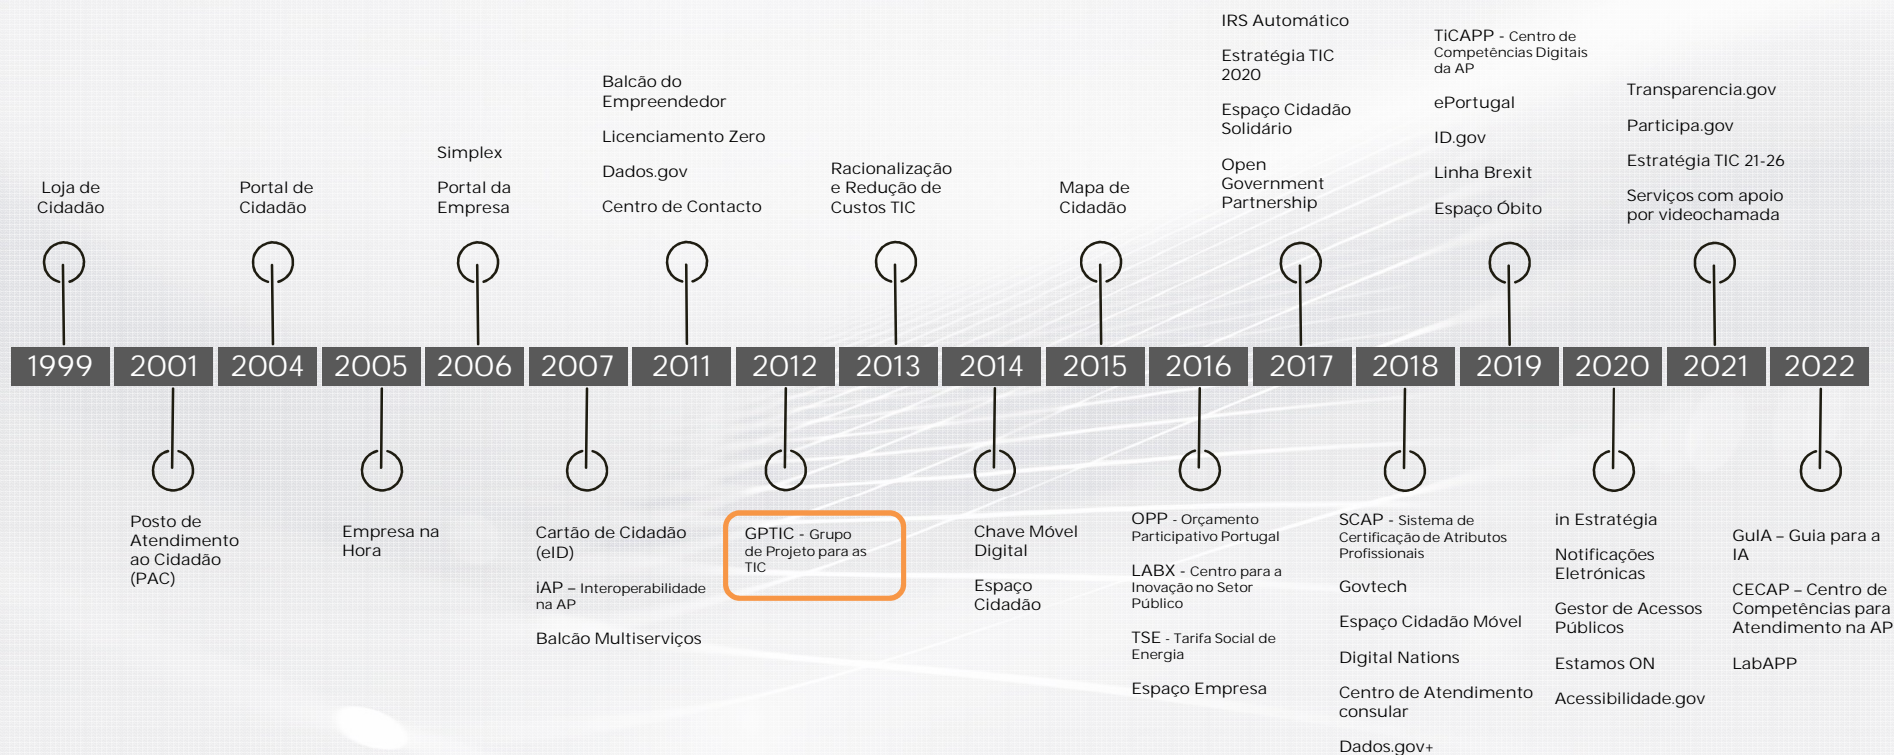 Loja de
Cidadão
Portal de
Cidadão
Simplex
Portal da
Empresa
Balcão do
Empreendedor
Licenciamento Zero
Dados.gov
Centro de Contacto
Racionalização
e Redução de
Custos TIC
Mapa de
Cidadão
IRS Automático
Estratégia TIC
2020
Espaço Cidadão
Solidário
Open
Government
Partnership
TiCAPP - Centro de
Competências Digitais
da AP
ePortugal
ID.gov
Linha Brexit
Espaço Óbito
Transparencia.gov
Participa.gov
Estratégia TIC 21-26
Serviços com apoio
por videochamada
1999 2001 2004 2005 2006 2007 2011 2012 2013 2014 2015 2016 2017 2018 2019 2020 2021 2022
Posto de
Atendimento
ao Cidadão
(PAC)
Empresa na
Hora
Cartão de Cidadão
(eID)
iAP – Interoperabilidade
na AP
Balcão Multiserviços
GPTIC - Grupo
de Projeto para as
TIC
Chave Móvel
Digital
Espaço
Cidadão
OPP - Orçamento
Participativo Portugal
LABX - Centro para a
Inovação no Setor
Público
TSE - Tarifa Social de
Energia
Espaço Empresa
SCAP - Sistema de
Certificação de Atributos
Profissionais
Govtech
Espaço Cidadão Móvel
Digital Nations
Centro de Atendimento
consular
Dados.gov+
in Estratégia
Notificações
Eletrónicas
Gestor de Acessos
Públicos
Estamos ON
Acessibilidade.gov
GuIA – Guia para a
IA
CECAP – Centro de
Competências para
Atendimento na AP
LabAPP